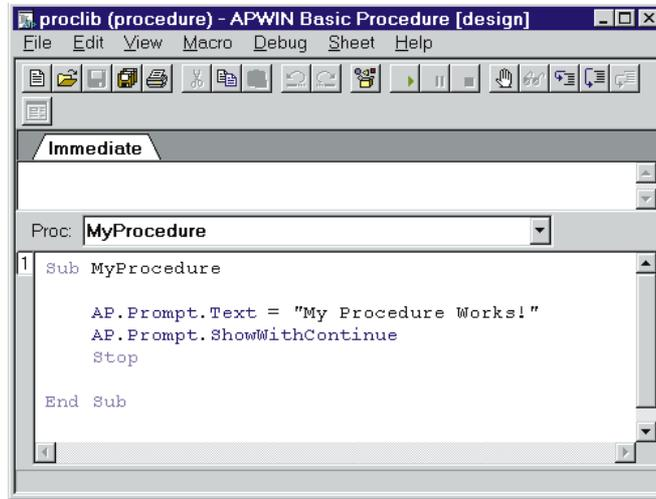 proclib (procedure) - APWIN Basic Procedure [design]
File Edit View Macro Debug Sheet Help
Immediate
Proc: MyProcedure
1
Sub MyProcedure
AP.Prompt.Text = "My Procedure Works!"
AP.Prompt.ShowWithContinue
Stop
End Sub